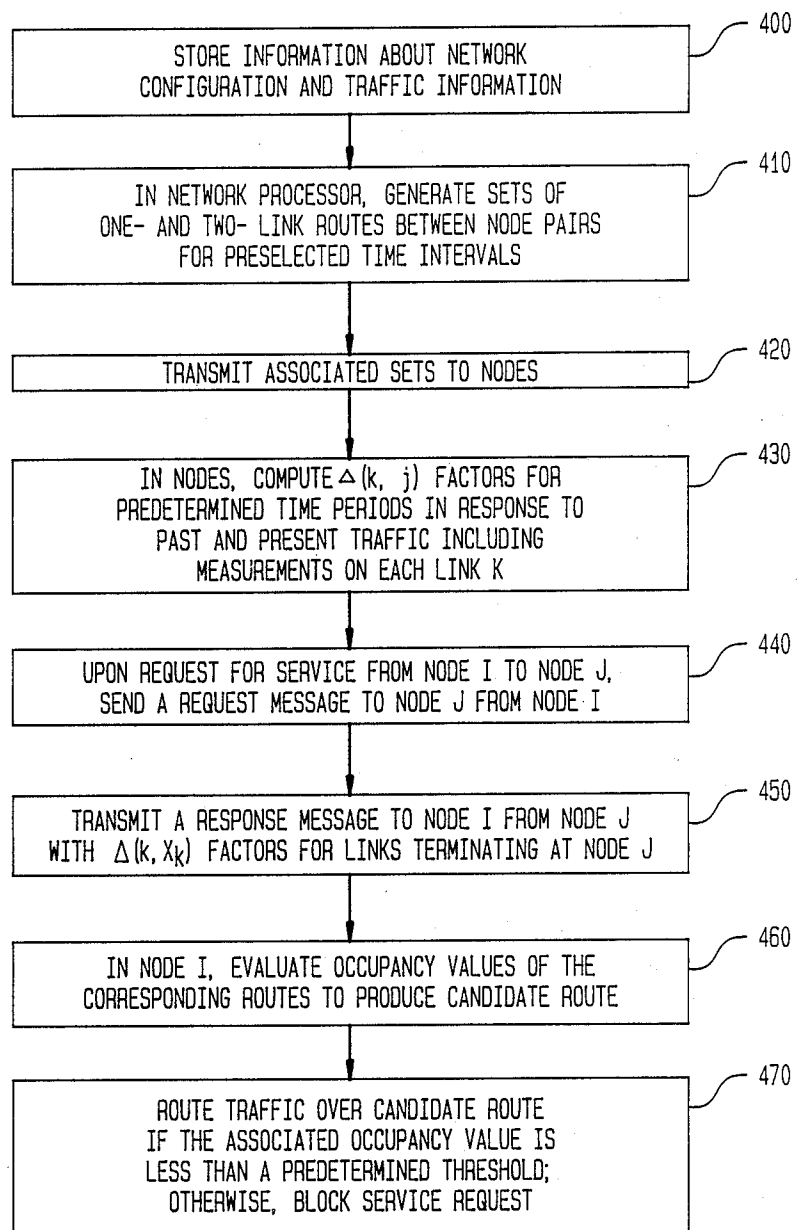 400
STORE INFORMATION ABOUT NETWORK
CONFIGURATION AND TRAFFIC INFORMATION
410
IN NETWORK PROCESSOR, GENERATE SETS OF
ONE- AND TWO- LINK ROUTES BETWEEN NODE PAIRS
FOR PRESELECTED TIME INTERVALS
420
TRANSMIT ASSOCIATED SETS TO NODES
430
IN NODES, COMPUTE Δ(k, j) FACTORS FOR
PREDETERMINED TIME PERIODS IN RESPONSE TO
PAST AND PRESENT TRAFFIC INCLUDING
MEASUREMENTS ON EACH LINK K
440
UPON REQUEST FOR SERVICE FROM NODE I TO NODE J,
SEND A REQUEST MESSAGE TO NODE J FROM NODE I
450
TRANSMIT A RESPONSE MESSAGE TO NODE I FROM NODE J
WITH Δ(k, Xk) FACTORS FOR LINKS TERMINATING AT NODE J
460
IN NODE I, EVALUATE OCCUPANCY VALUES OF THE
CORRESPONDING ROUTES TO PRODUCE CANDIDATE ROUTE
470
ROUTE TRAFFIC OVER CANDIDATE ROUTE
IF THE ASSOCIATED OCCUPANCY VALUE IS
LESS THAN A PREDETERMINED THRESHOLD;
OTHERWISE, BLOCK SERVICE REQUEST